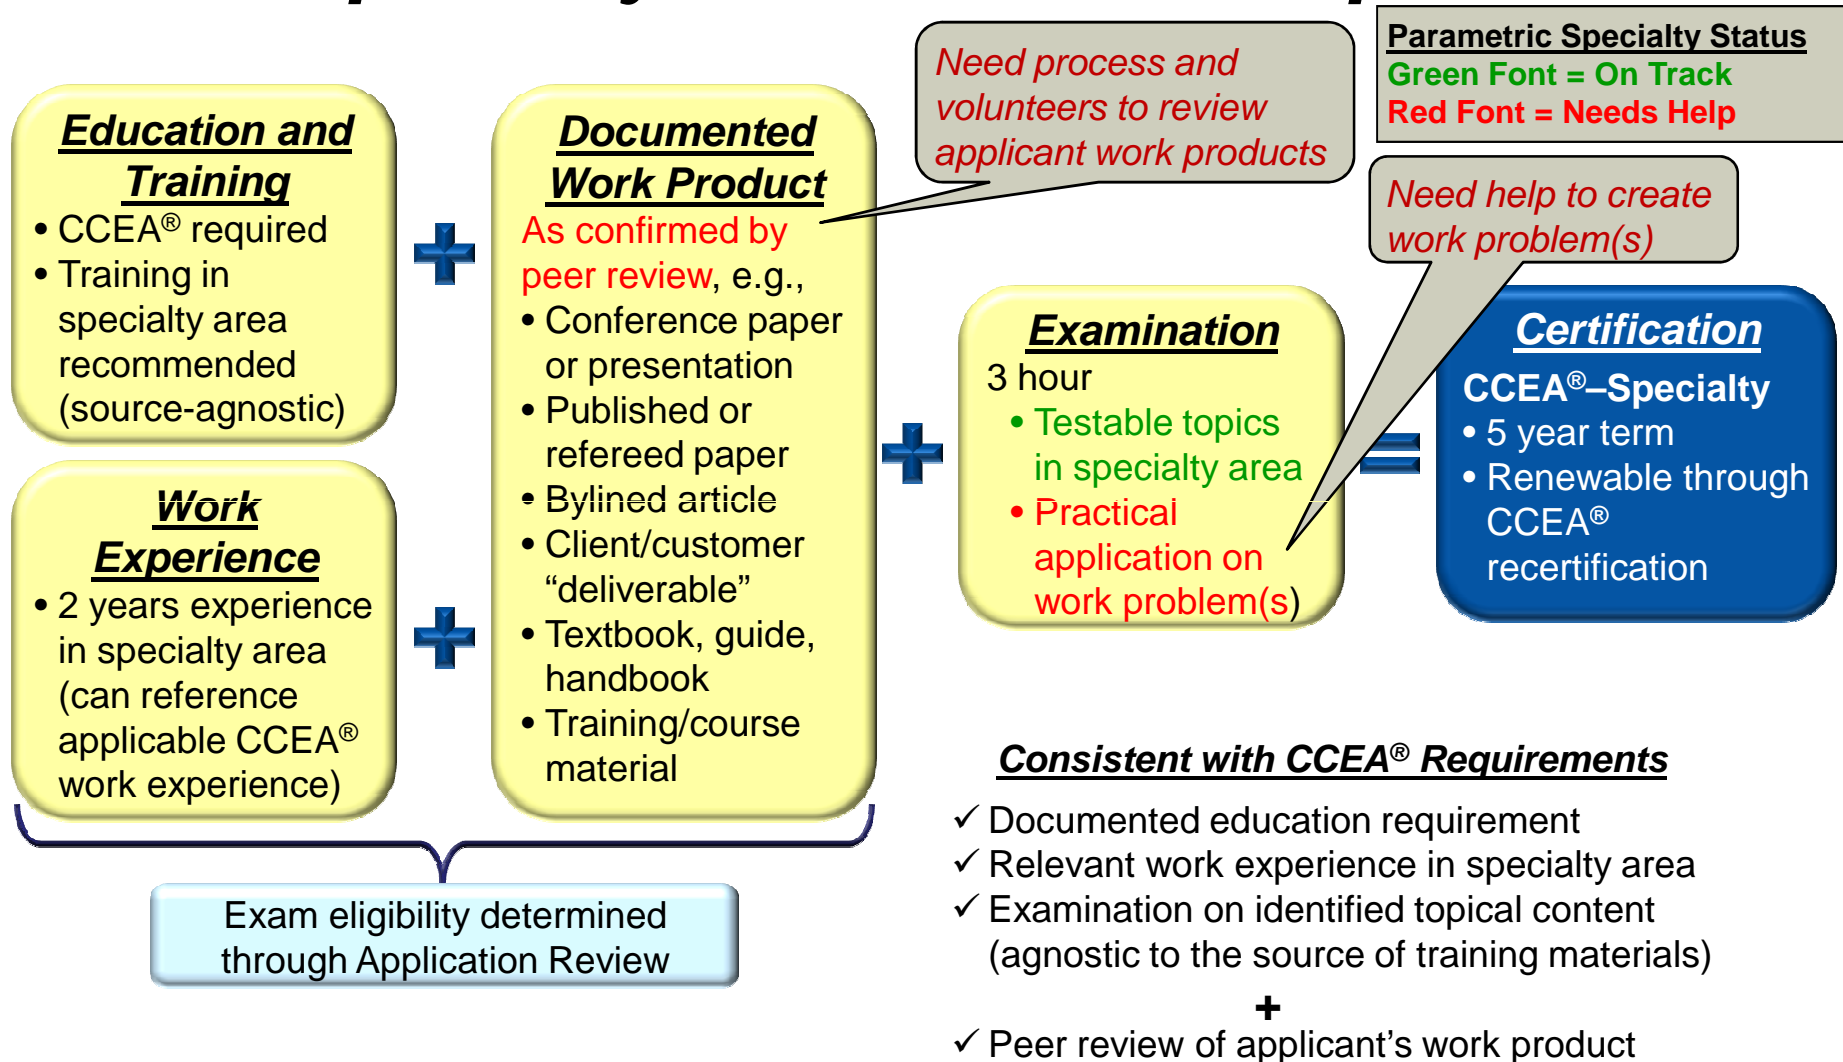 Education and
Training
• CCEA® required
• Training in
specialty area
recommended
(source-agnostic)
Work
Experience
• 2 years experience
in specialty area
(can reference
applicable CCEA®
work experience)
Documented
Work Product
As confirmed by
peer review, e.g.,
• Conference paper
or presentation
• Published or
refereed paper
• Bylined article
• Client/customer
“deliverable”
• Textbook, guide,
handbook
• Training/course
material
Exam eligibility determined
through Application Review
Need process and
volunteers to review
applicant work products
Parametric Specialty Status
Green Font = On Track
Red Font = Needs Help
Need help to create
work problem(s)
Examination
3 hour
• Testable topics
in specialty area
• Practical
application on
work problem(s)
Certification
CCEA®–Specialty
• 5 year term
• Renewable through
CCEA®
recertification
Consistent with CCEA® Requirements
✓ Documented education requirement
✓ Relevant work experience in specialty area
✓ Examination on identified topical content
(agnostic to the source of training materials)
+
✓ Peer review of applicant’s work product